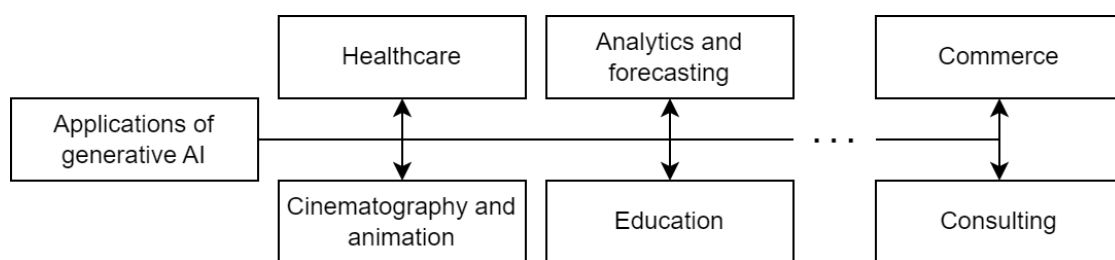 Applications of
generative AI
Healthcare
Analytics and
forecasting
. . .
Commerce
Cinematography and
animation
Education
Consulting